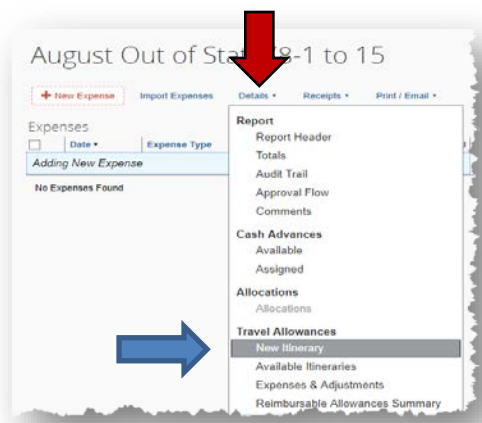 August Out of Sta 8-1 to 15
+ New Expense Import Expenses Details Receipts Print / Email
Expenses
Date Expense Type
Adding New Expense
No Expenses Found
Report
Report Header
Totals
Audit Trail
Approval Flow
Comments
Cash Advances
Available
Assigned
Allocations
Allocations
Travel Allowances
New Itinerary
Available Itineraries
Expenses & Adjustments
Reimbursable Allowances Summary